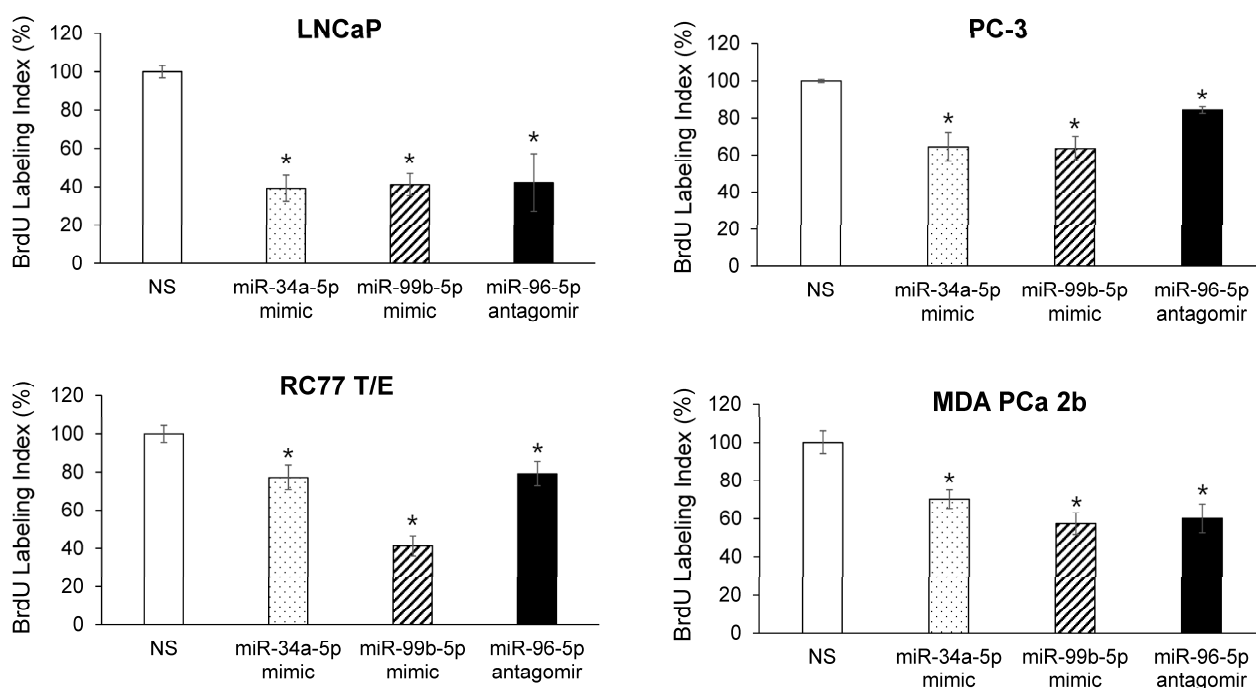 LNCaP
BrdU Labeling Index (%)
120
100
80
60
40
20
0
*
*
*
NS
miR-34a-5p
mimic
miR-99b-5p
mimic
miR-96-5p
antagomir
PC-3
BrdU Labeling Index (%)
120
100
80
60
40
20
0
*
*
*
NS
miR-34a-5p
mimic
miR-99b-5p
mimic
miR-96-5p
antagomir
RC77 T/E
BrdU Labeling Index (%)
120
100
80
60
40
20
0
*
*
*
NS
miR-34a-5p
mimic
miR-99b-5p
mimic
miR-96-5p
antagomir
MDA PCa 2b
BrdU Labeling Index (%)
120
100
80
60
40
20
0
*
*
*
NS
miR-34a-5p
mimic
miR-99b-5p
mimic
miR-96-5p
antagomir